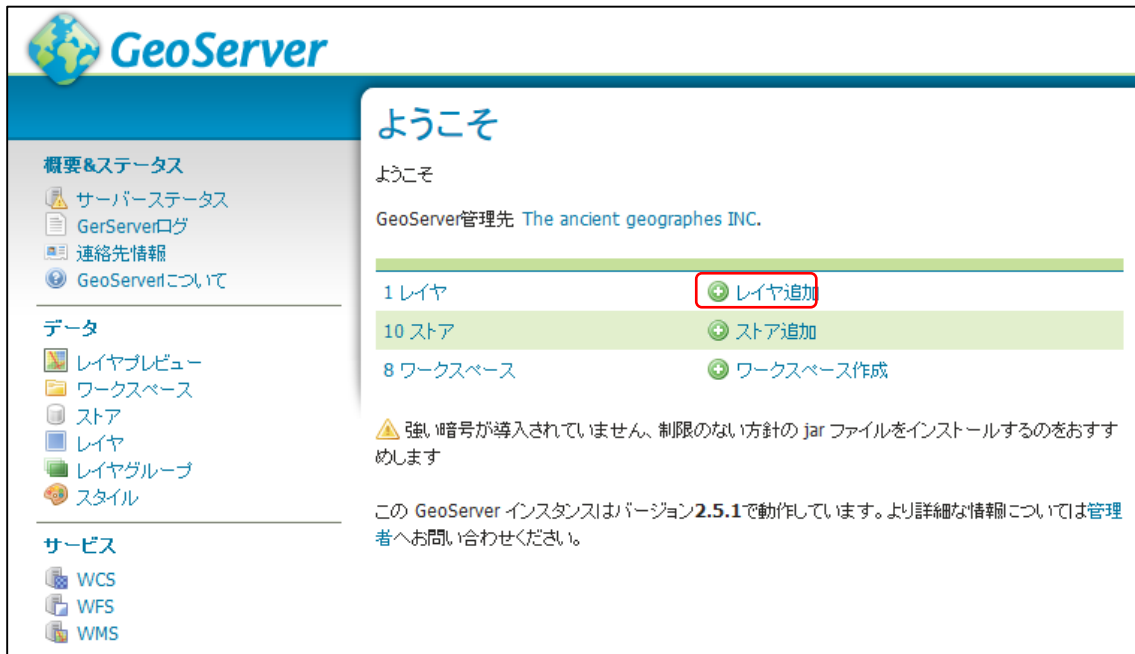 GeoServer
ようこそ
概要&ステータス
サーバーステータス
GerServerログ
連絡先情報
GeoServerについて
データ
レイヤプレビュー
ワークスペース
ストア
レイヤ
レイヤグループ
スタイル
サービス
WCS
WFS
WMS
ようこそ
GeoServer管理先 The ancient geographes INC.
1 レイヤ レイヤ追加
10 ストア ストア追加
8 ワークスペース ワークスペース作成
強い暗号が導入されていません、制限のない方針の jar ファイルをインストールするのをおすす
めします
この GeoServer インスタンスはバージョン2.5.1で動作しています。より詳細な情報については管理
者へお問い合わせください。